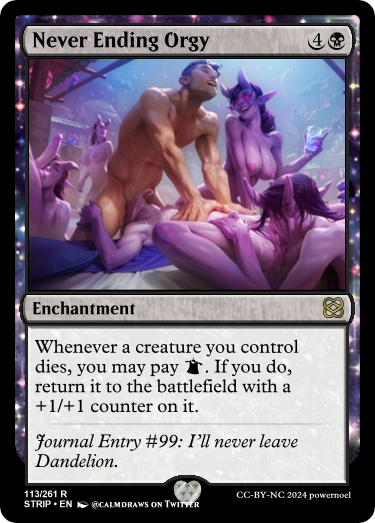 Never Ending Orgy 4
Enchantment
Whenever a creature you control
dies, you may pay . If you do,
return it to the battlefield with a
+1/+1 counter on it.
Journal Entry #99: I'll never leave
Dandelion.
113/261 R
STRIP • EN @CALMDRAWS ON TWITTER
CC-BY-NC 2024 powernoel